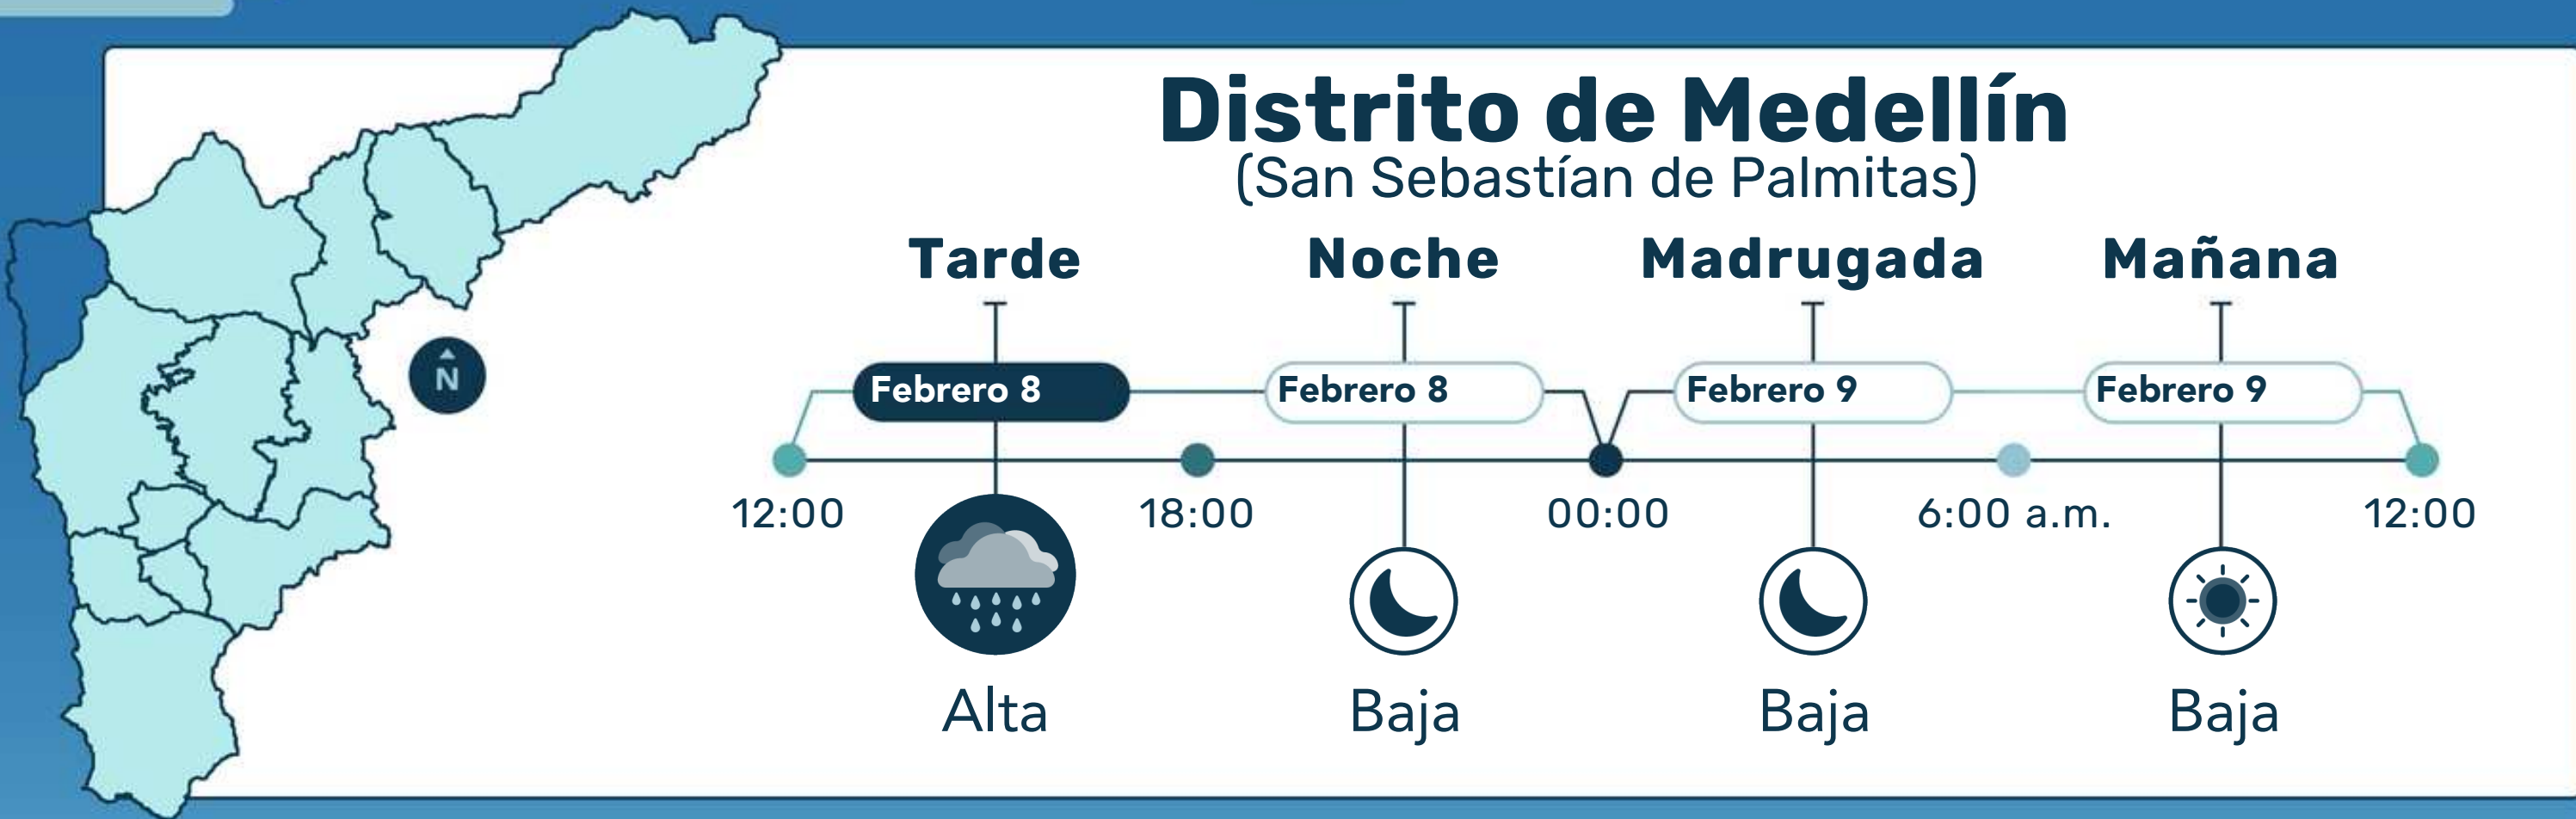 Distrito de Medellín
(San Sebastían de Palmitas)
Tarde Noche Madrugada Mañana
Febrero 8 Febrero 8 Febrero 9 Febrero 9
N
12:00 18:00 00:00 6:00 a.m. 12:00
Alta Baja Baja Baja